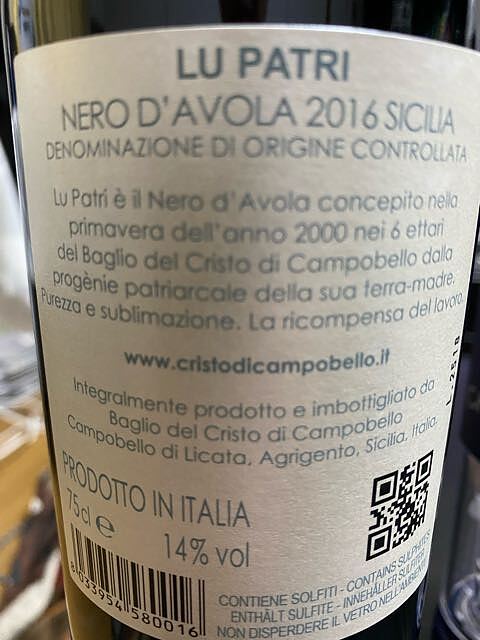 LU PATRI
NERO D'AVOLA 2016 SICILIA
DENOMINAZIONE DI ORIGINE CONTROLLATA
Lu Patri è il Nero d'Avola concepito nella
primavera dell'anno 2000 nei 6 ettari
del Baglio del Cristo di Campobello dalla
progènie patriarcale della sua terra-madre.
Purezza e sublimazione. La ricompensa del lavoro.
www.cristodicampobello.it
Integralmente prodotto e imbottigliato da
Baglio del Cristo di Campobello
Campobello di Licata, Agrigento, Sicilia, Italia.
PRODOTTO IN ITALIA
75cl e
14% vol
8 033954 580016
CONTIENE SOLFITI - CONTAINS SULPHITES
ENTHÄLT SULFITE - INNEHÅLLER SULFITER
NON DISPERDERE IL VETRO NELL'AMBIENTE